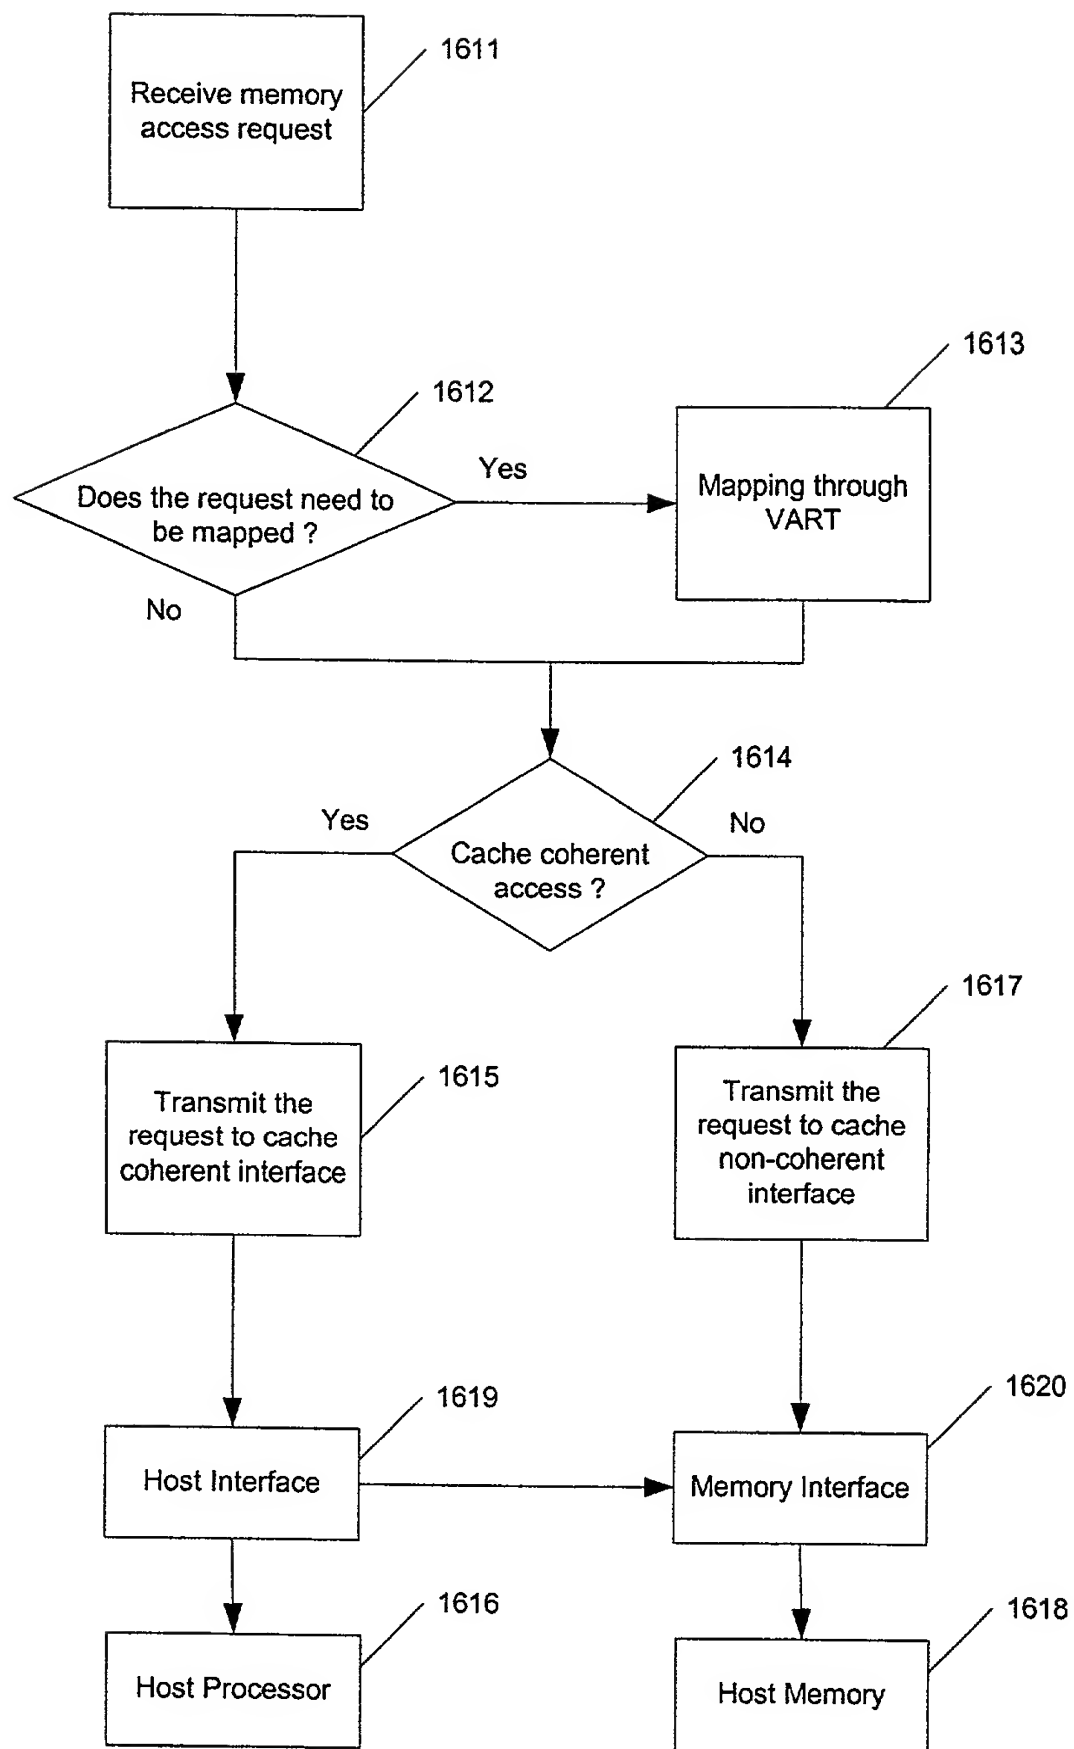 1611
Receive memory
access request
1612
1613
Does the request need to
be mapped ?
Yes
Mapping through
VART
No
1614
Yes
No
Cache coherent
access ?
1617
1615
Transmit the
request to cache
coherent interface
Transmit the
request to cache
non-coherent
interface
1619
1620
Host Interface
Memory Interface
1616
1618
Host Processor
Host Memory